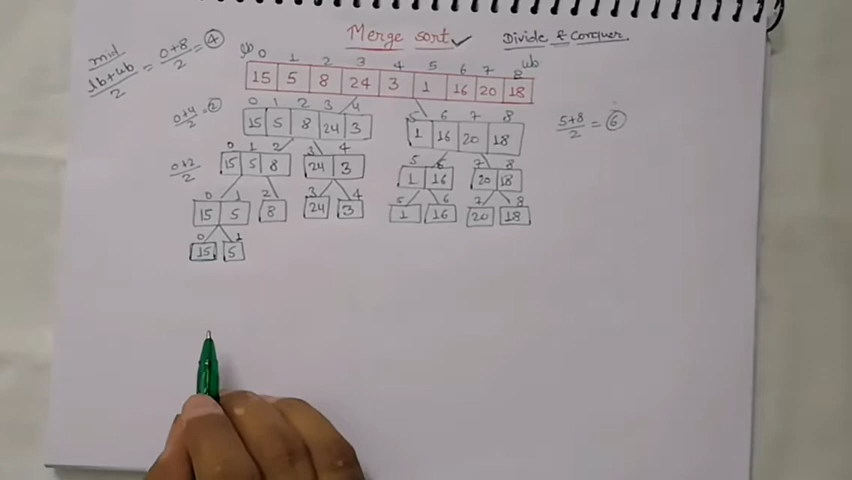 Merge sort ✓ Divide & Conquer
mid
lb+ub/2 = 0+8/2 = 4
lb 0 1 2 3 4 5 6 7 8 ub
15 5 8 24 3 1 16 20 18
0+4/2 = 2
0 1 2 3 4
15 5 8 24 3
5 6 7 8
1 16 20 18
5+8/2 = 6
0+2/2
0 1 2
15 5 8
3 4
24 3
5 6
1 16
7 8
20 18
0 1
15 5
2
8
3
24
4
3
5
1
6
16
7
20
8
18
0
15
1
5